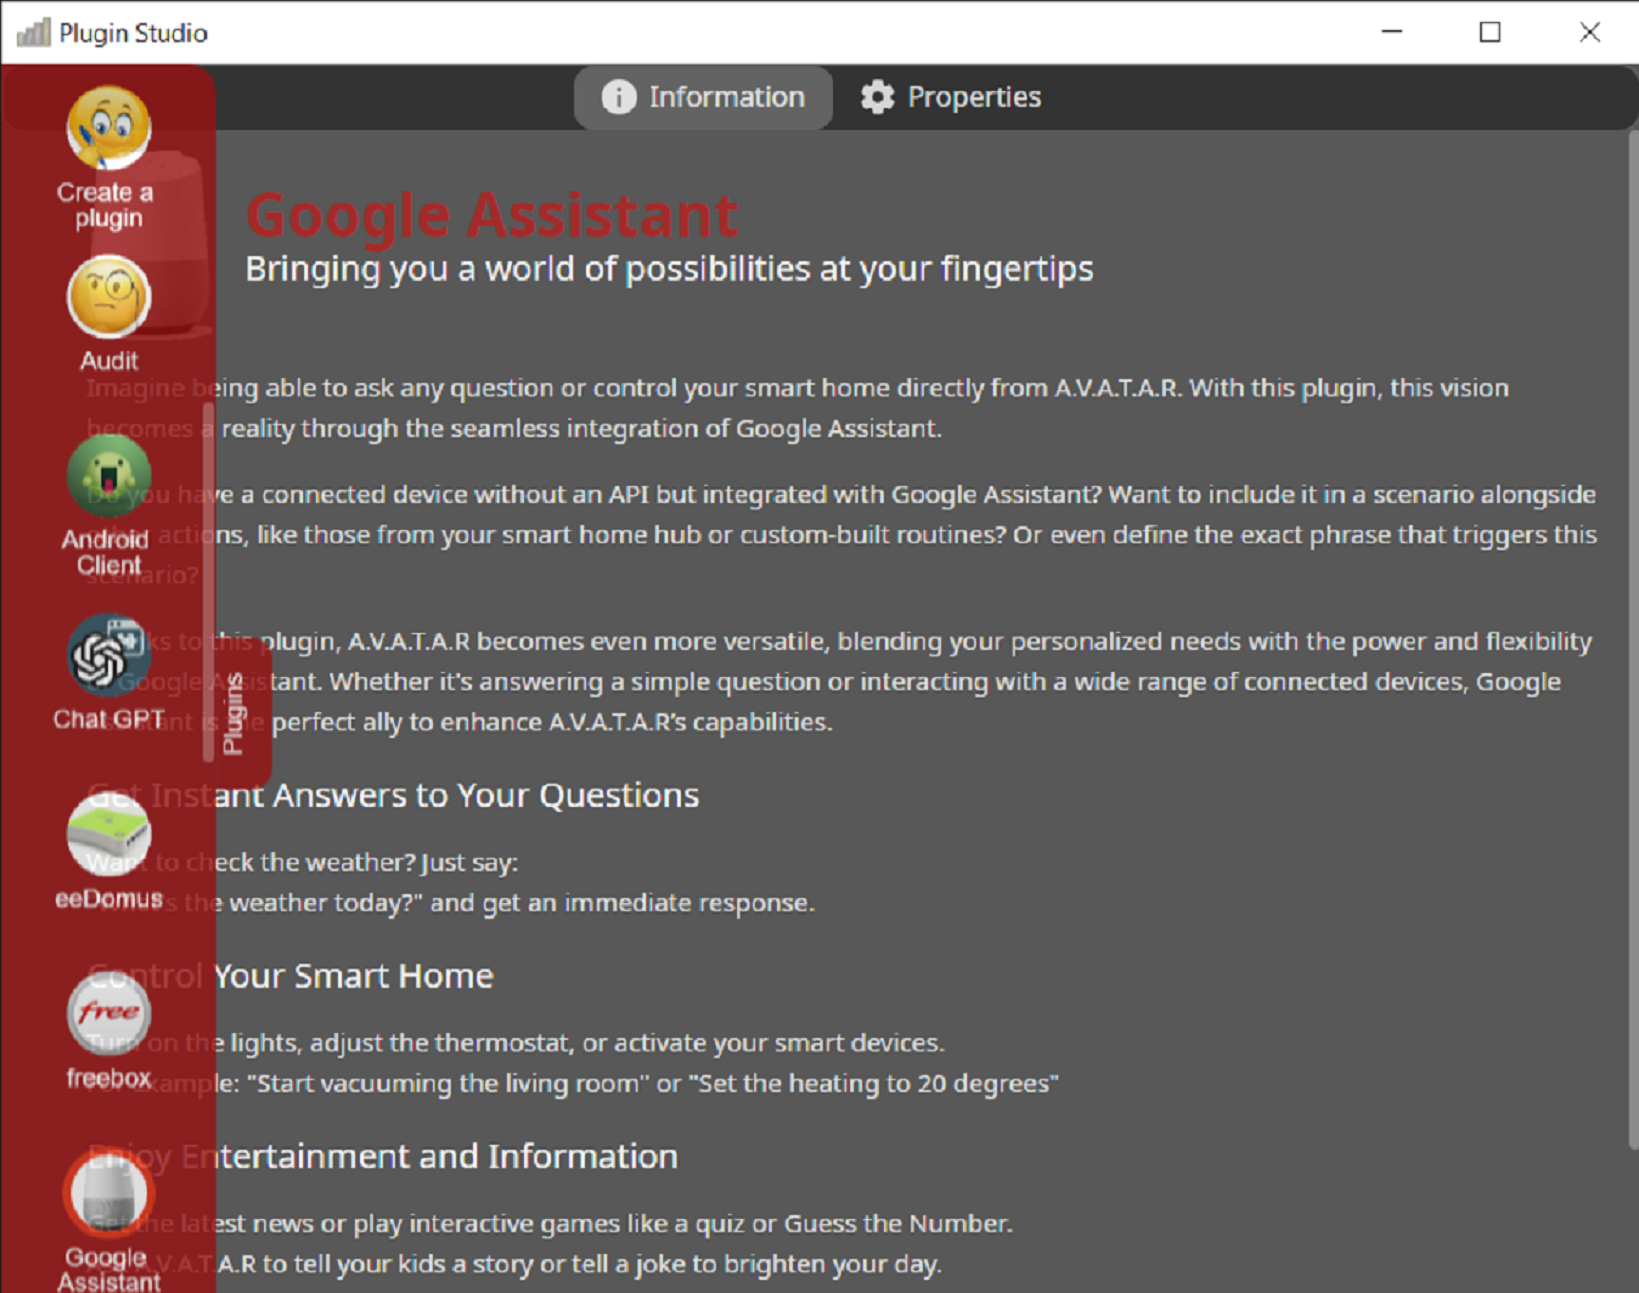 Plugin Studio
Information
Properties
Create a
plugin
Audit
Android
Client
Chat GPT
eeDomus
free
freebox
Google
Assistant
Plugins
Google Assistant
Bringing you a world of possibilities at your fingertips
Imagine being able to ask any question or control your smart home directly from A.V.A.T.A.R. With this plugin, this vision
becomes a reality through the seamless integration of Google Assistant.
Do you have a connected device without an API but integrated with Google Assistant? Want to include it in a scenario alongside
actions, like those from your smart home hub or custom-built routines? Or even define the exact phrase that triggers this
scenario?
to this plugin, A.V.A.T.A.R becomes even more versatile, blending your personalized needs with the power and flexibility
Google Assistant. Whether it's answering a simple question or interacting with a wide range of connected devices, Google
is the perfect ally to enhance A.V.A.T.A.R's capabilities.
Get Instant Answers to Your Questions
Want to check the weather? Just say:
the weather today?" and get an immediate response.
Control Your Smart Home
Turn on the lights, adjust the thermostat, or activate your smart devices.
"Start vacuuming the living room" or "Set the heating to 20 degrees"
Enjoy Entertainment and Information
Get the latest news or play interactive games like a quiz or Guess the Number.
A.V.A.T.A.R to tell your kids a story or tell a joke to brighten your day.